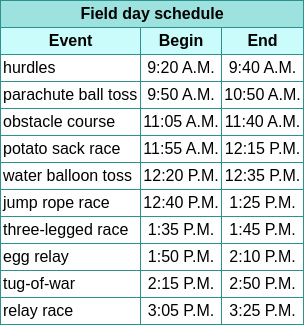 Field day schedule
Event Begin End
hurdles 9:20 A.M. 9:40 A.M.
parachute ball toss 9:50 A.M. 10:50 A.M.
obstacle course 11:05 A.M. 11:40 A.M.
potato sack race 11:55 A.M. 12:15 P.M.
water balloon toss 12:20 P.M. 12:35 P.M.
jump rope race 12:40 P.M. 1:25 P.M.
three-legged race 1:35 P.M. 1:45 P.M.
egg relay 1:50 P.M. 2:10 P.M.
tug-of-war 2:15 P.M. 2:50 P.M.
relay race 3:05 P.M. 3:25 P.M.